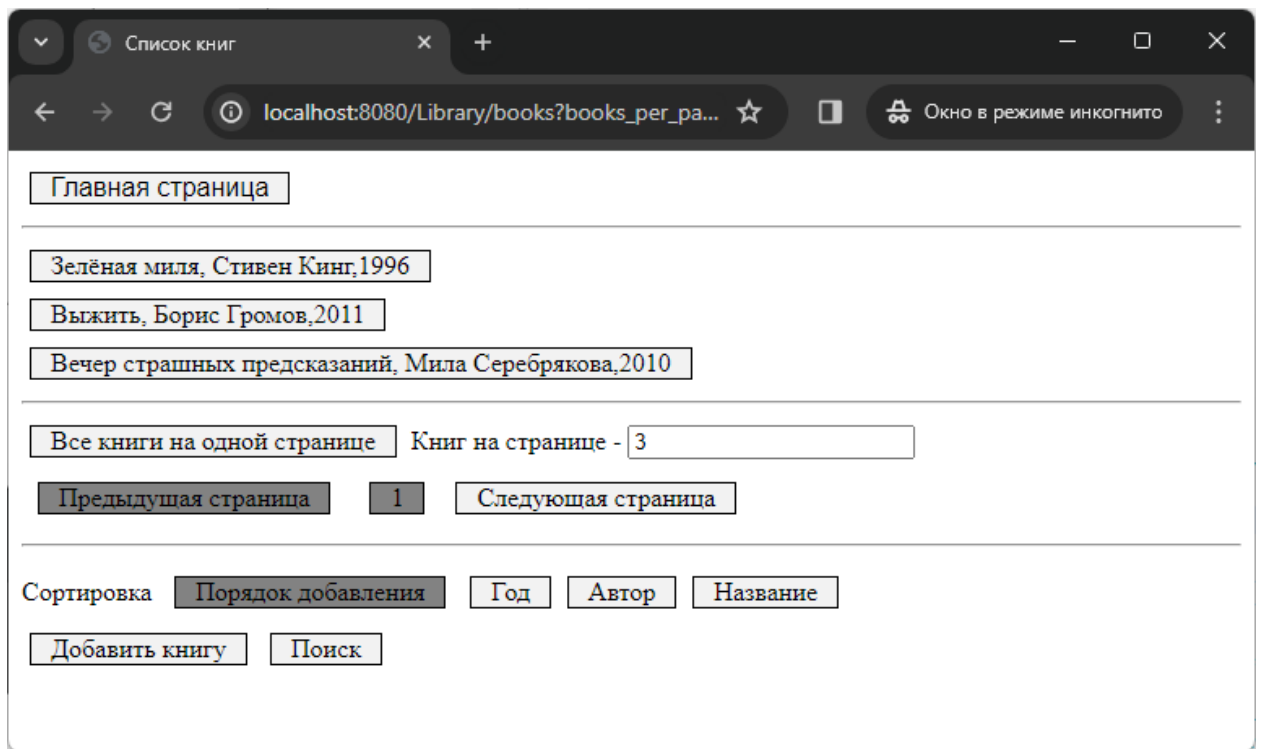 Список книг
localhost:8080/Library/books?books_per_pa... Окно в режиме инкогнито
Главная страница
Зелёная миля, Стивен Кинг,1996
Выжить, Борис Громов,2011
Вечер страшных предсказаний, Мила Серебрякова,2010
Все книги на одной странице Книг на странице - 3
Предыдущая страница 1 Следующая страница
Сортировка Порядок добавления Год Автор Название
Добавить книгу Поиск